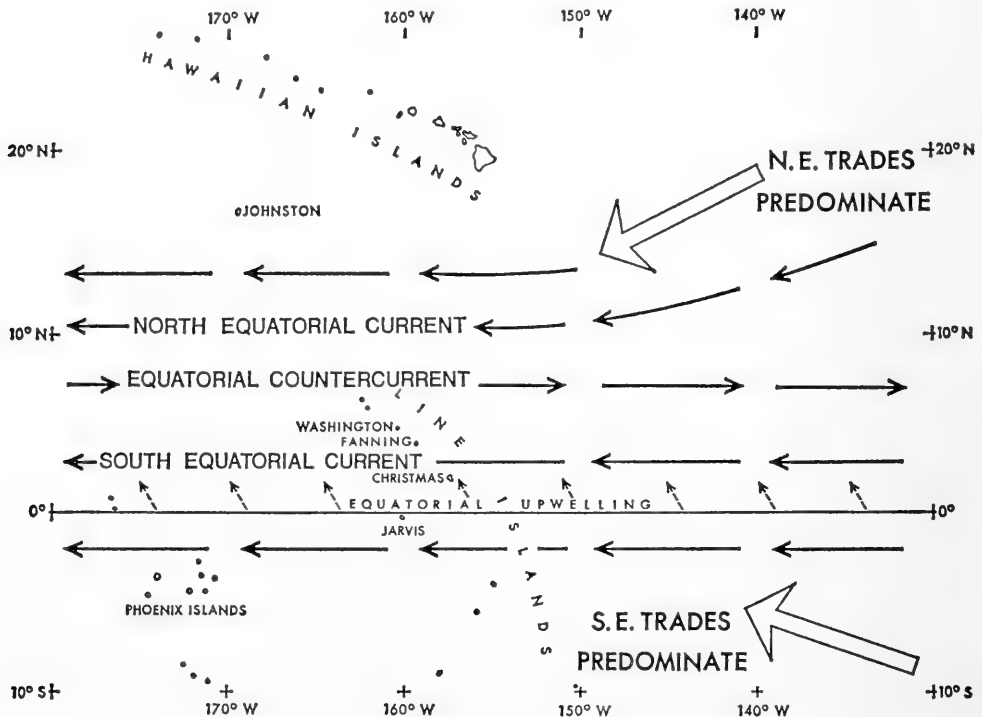 170° W 160° W 150° W 140° W
HAWAIIAN ISLANDS
20° N 20° N
N.E. TRADES
PREDOMINATE
JOHNSTON
NORTH EQUATORIAL CURRENT
10° N 10° N
EQUATORIAL COUNTERCURRENT
LINE ISLANDS
WASHINGTON
FANNING
SOUTH EQUATORIAL CURRENT
CHRISTMAS
EQUATORIAL UPWELLING
0° 0°
JARVIS
PHOENIX ISLANDS
S.E. TRADES
PREDOMINATE
10° S 10° S
170° W 160° W 150° W 140° W